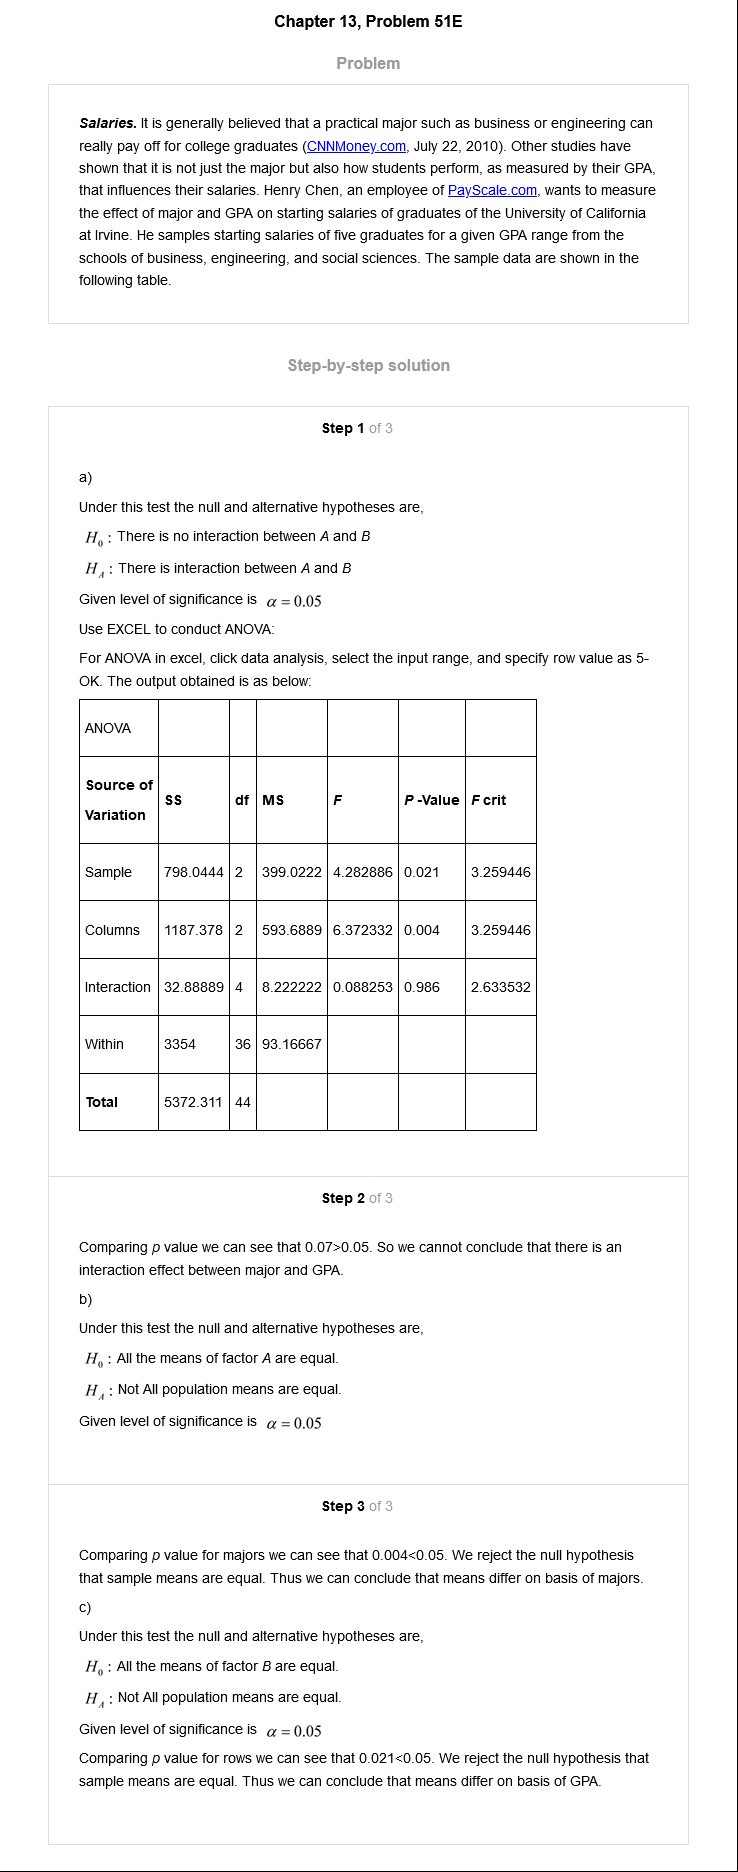 Chapter 13, Problem 51E
Problem
Salaries. It is generally believed that a practical major such as business or engineering can
really pay off for college graduates (CNNMoney.com, July 22, 2010). Other studies have
shown that it is not just the major but also how students perform, as measured by their GPA,
that influences their salaries. Henry Chen, an employee of PayScale.com, wants to measure
the effect of major and GPA on starting salaries of graduates of the University of California
at Irvine. He samples starting salaries of five graduates for a given GPA range from the
schools of business, engineering, and social sciences. The sample data are shown in the
following table.
Step-by-step solution
Step 1 of 3
a)
Under this test the null and alternative hypotheses are,
H₀ : There is no interaction between A and B
H_A : There is interaction between A and B
Given level of significance is α = 0.05
Use EXCEL to conduct ANOVA:
For ANOVA in excel, click data analysis, select the input range, and specify row value as 5-
OK. The output obtained is as below:
ANOVA
Source of Variation SS df MS F P -Value F crit
Sample 798.0444 2 399.0222 4.282886 0.021 3.259446
Columns 1187.378 2 593.6889 6.372332 0.004 3.259446
Interaction 32.88889 4 8.222222 0.088253 0.986 2.633532
Within 3354 36 93.16667
Total 5372.311 44
Step 2 of 3
Comparing p value we can see that 0.07>0.05. So we cannot conclude that there is an
interaction effect between major and GPA.
b)
Under this test the null and alternative hypotheses are,
H₀ : All the means of factor A are equal.
H_A : Not All population means are equal.
Given level of significance is α = 0.05
Step 3 of 3
Comparing p value for majors we can see that 0.004<0.05. We reject the null hypothesis
that sample means are equal. Thus we can conclude that means differ on basis of majors.
c)
Under this test the null and alternative hypotheses are,
H₀ : All the means of factor B are equal.
H_A : Not All population means are equal.
Given level of significance is α = 0.05
Comparing p value for rows we can see that 0.021<0.05. We reject the null hypothesis that
sample means are equal. Thus we can conclude that means differ on basis of GPA.